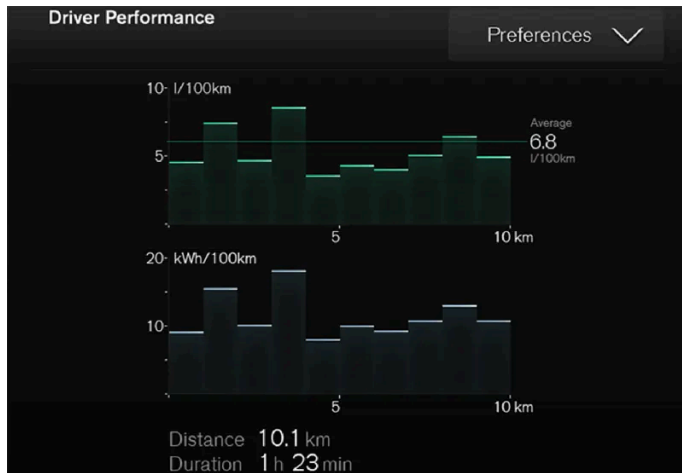 Driver Performance
Preferences
10 l/100km
Average
6.8
l/100km
5
5 10 km
20 kWh/100km
10
5 10 km
Distance 10.1 km
Duration 1 h 23 min